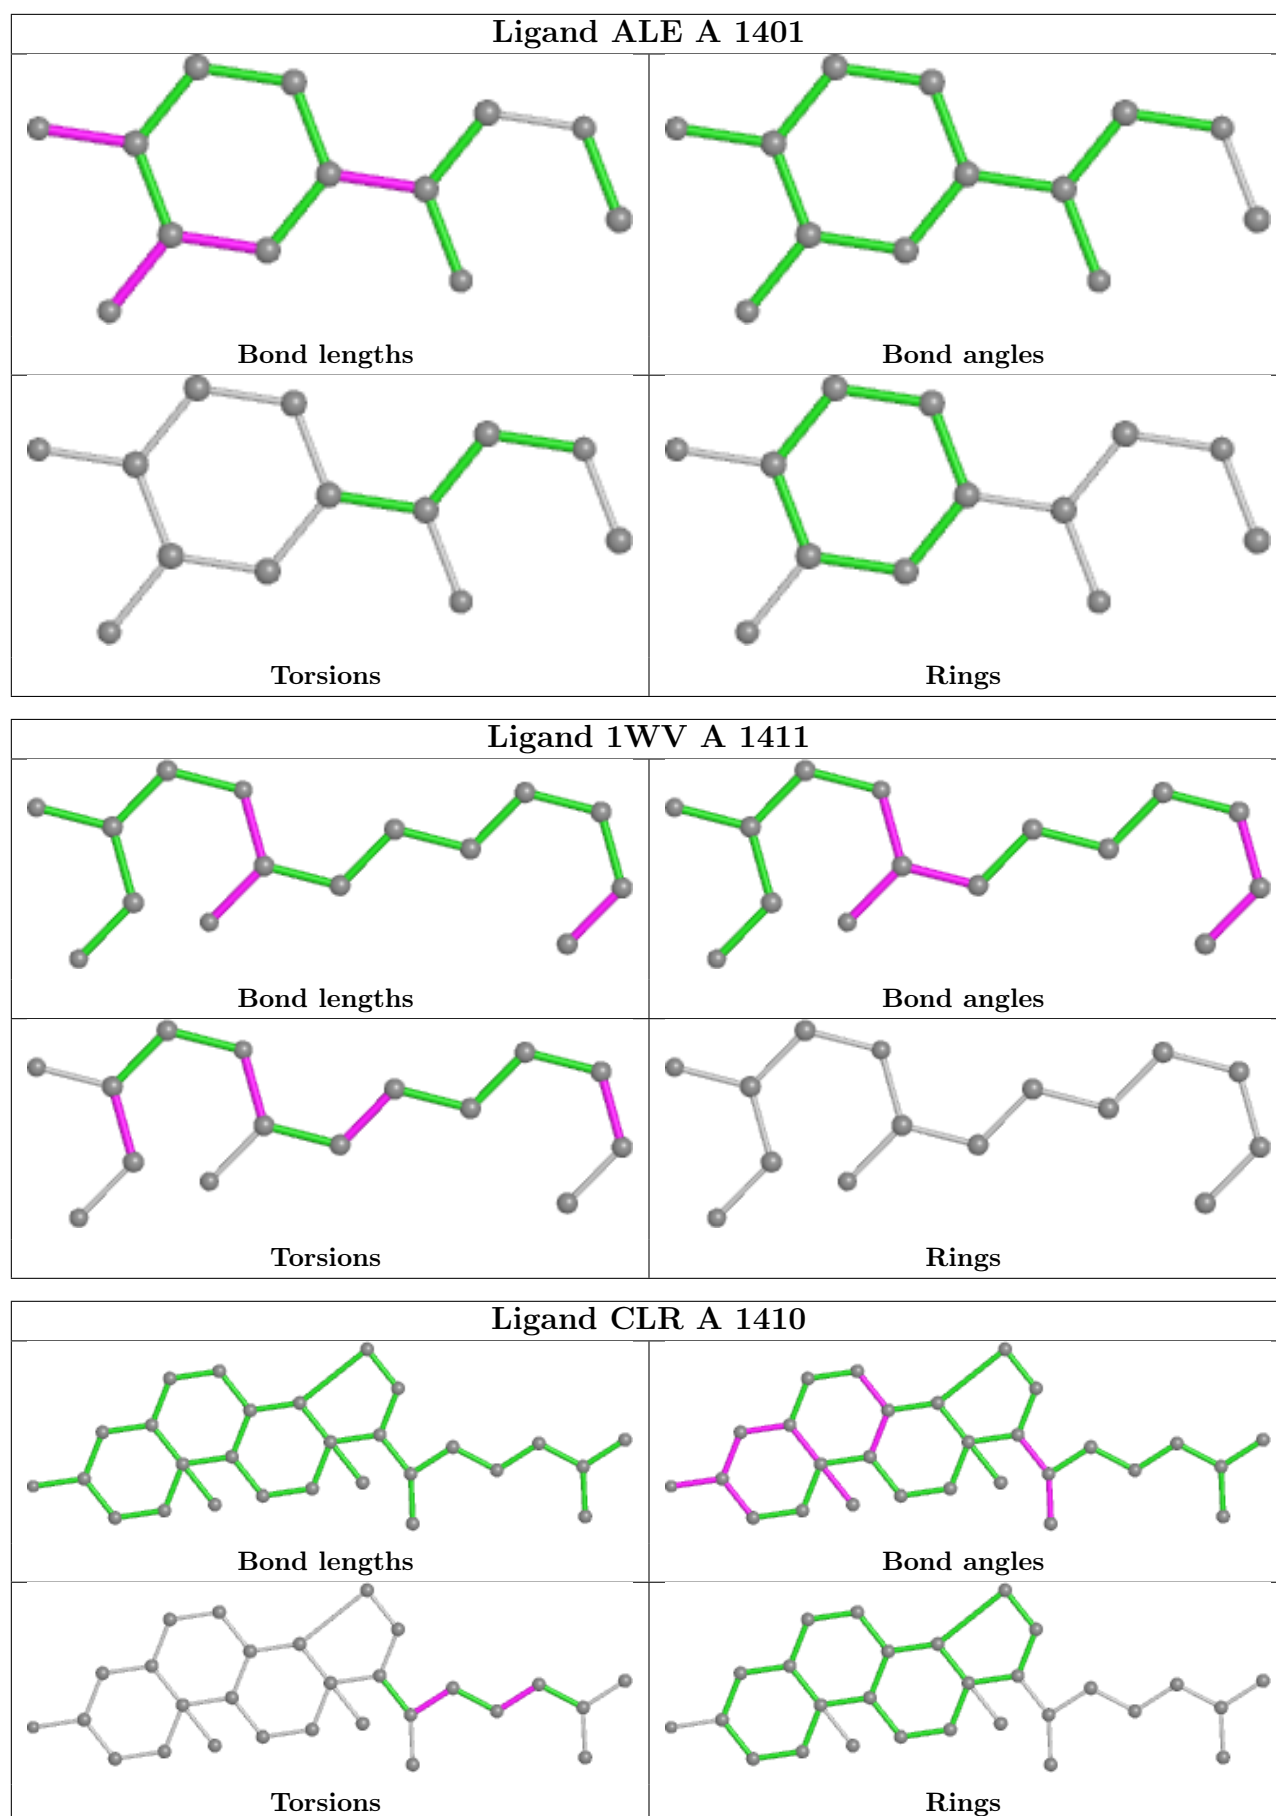 Ligand ALE A 1401
Bond lengths
Bond angles
Torsions
Rings
Ligand 1WV A 1411
Bond lengths
Bond angles
Torsions
Rings
Ligand CLR A 1410
Bond lengths
Bond angles
Torsions
Rings